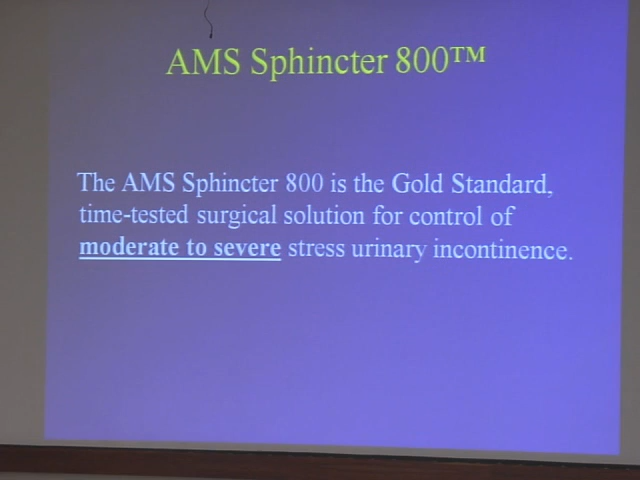 AMS Sphincter 800™
The AMS Sphincter 800 is the Gold Standard,
time-tested surgical solution for control of
moderate to severe stress urinary incontinence.